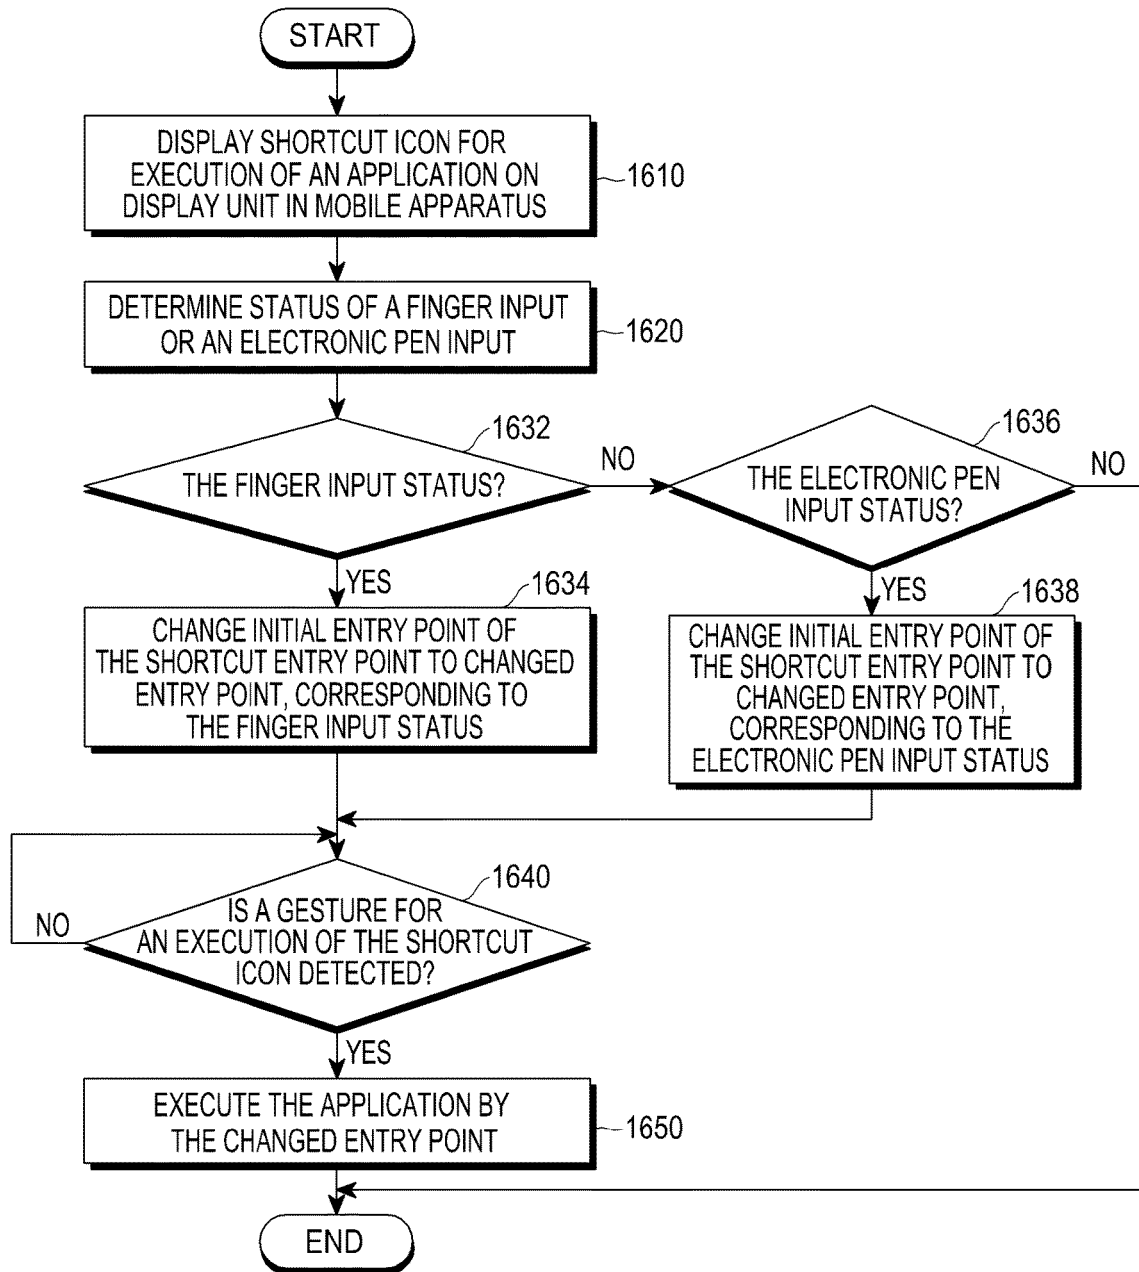 START
DISPLAY SHORTCUT ICON FOR
EXECUTION OF AN APPLICATION ON
DISPLAY UNIT IN MOBILE APPARATUS
1610
DETERMINE STATUS OF A FINGER INPUT
OR AN ELECTRONIC PEN INPUT
1620
1632
THE FINGER INPUT STATUS?
NO
YES
1636
THE ELECTRONIC PEN
INPUT STATUS?
NO
YES
1634
CHANGE INITIAL ENTRY POINT OF
THE SHORTCUT ENTRY POINT TO CHANGED
ENTRY POINT, CORRESPONDING TO
THE FINGER INPUT STATUS
1638
CHANGE INITIAL ENTRY POINT OF
THE SHORTCUT ENTRY POINT TO
CHANGED ENTRY POINT,
CORRESPONDING TO THE
ELECTRONIC PEN INPUT STATUS
1640
IS A GESTURE FOR
AN EXECUTION OF THE SHORTCUT
ICON DETECTED?
NO
YES
EXECUTE THE APPLICATION BY
THE CHANGED ENTRY POINT
1650
END